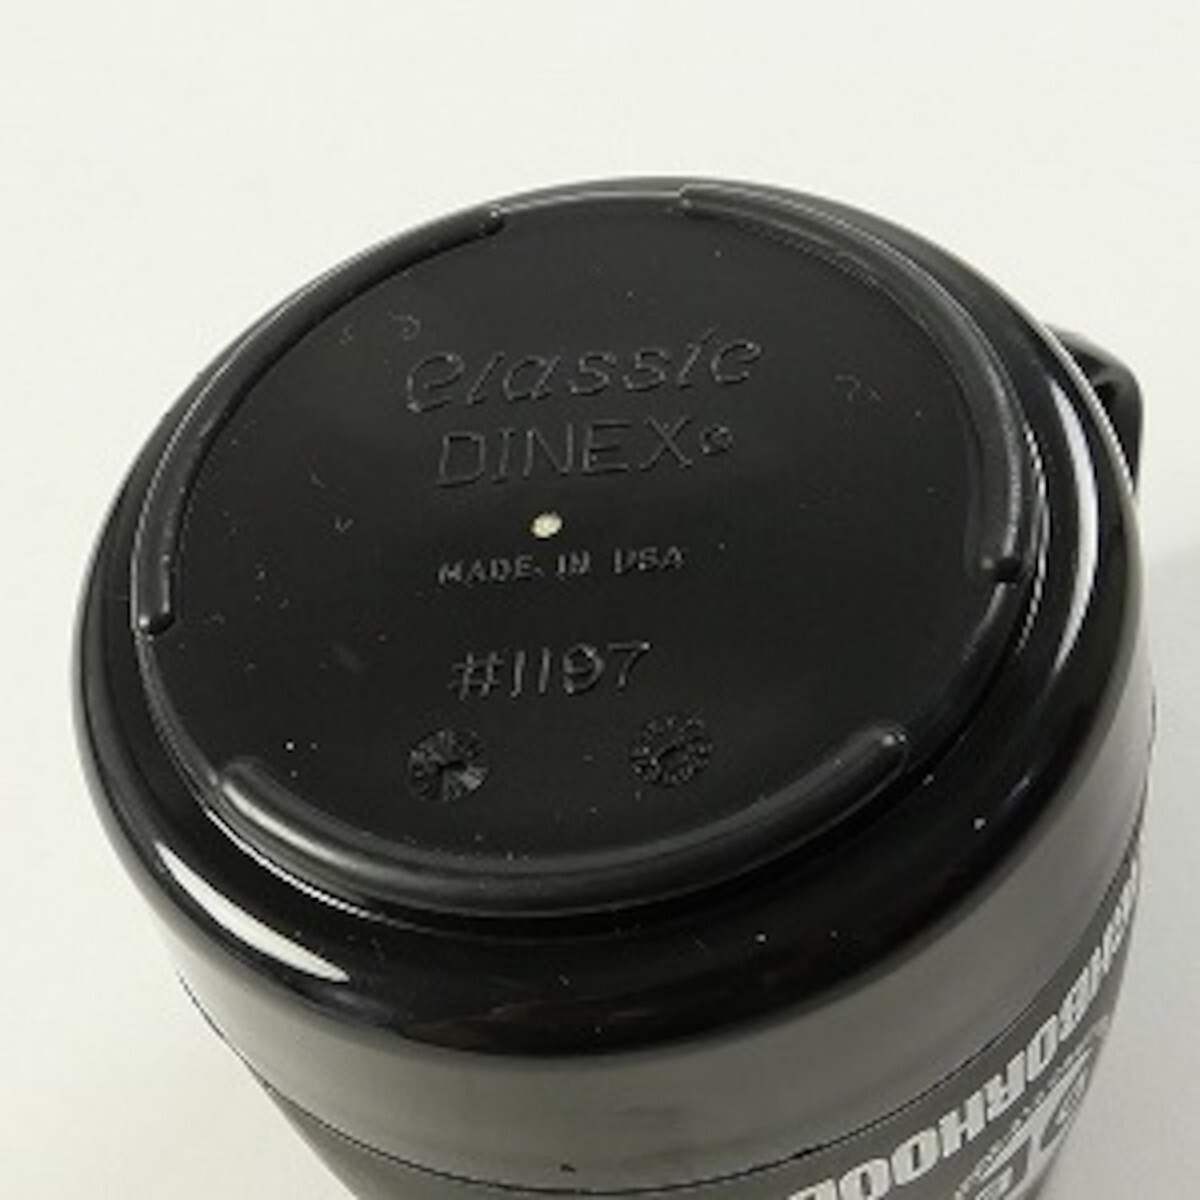 Classic
DINEX®
MADE IN USA
#1197